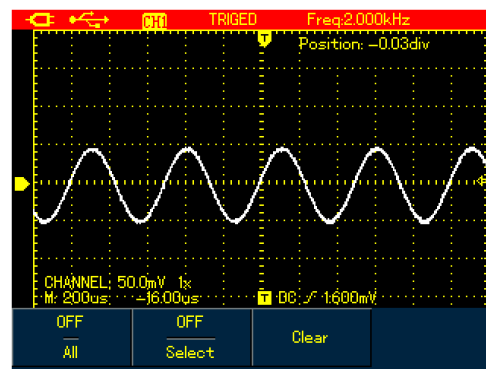 CH1 TRIGED Freq:2.000kHz
T Position: -0.03div
CHANNEL; 50.0mV 1x
M: 200us -16.00us T DC 1.600mV
OFF OFF
All Select Clear